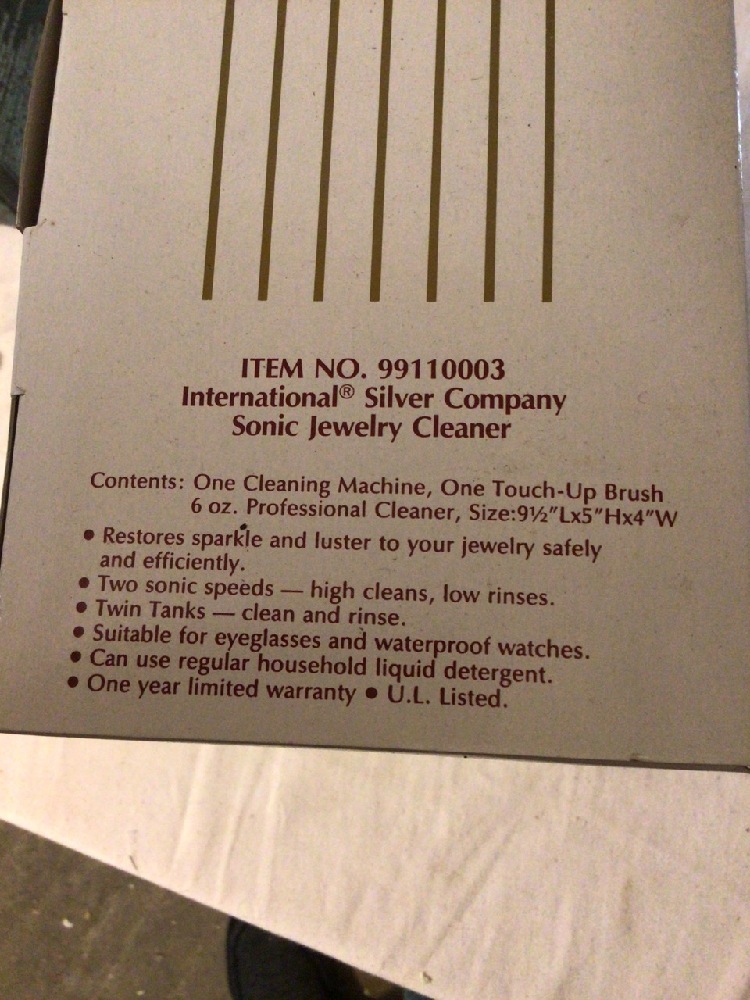 ITEM NO. 99110003
International® Silver Company
Sonic Jewelry Cleaner
Contents: One Cleaning Machine, One Touch-Up Brush
6 oz. Professional Cleaner, Size:9½"Lx5"Hx4"W
• Restores sparkle and luster to your jewelry safely
and efficiently.
• Two sonic speeds — high cleans, low rinses.
• Twin Tanks — clean and rinse.
• Suitable for eyeglasses and waterproof watches.
• Can use regular household liquid detergent.
• One year limited warranty • U.L. Listed.